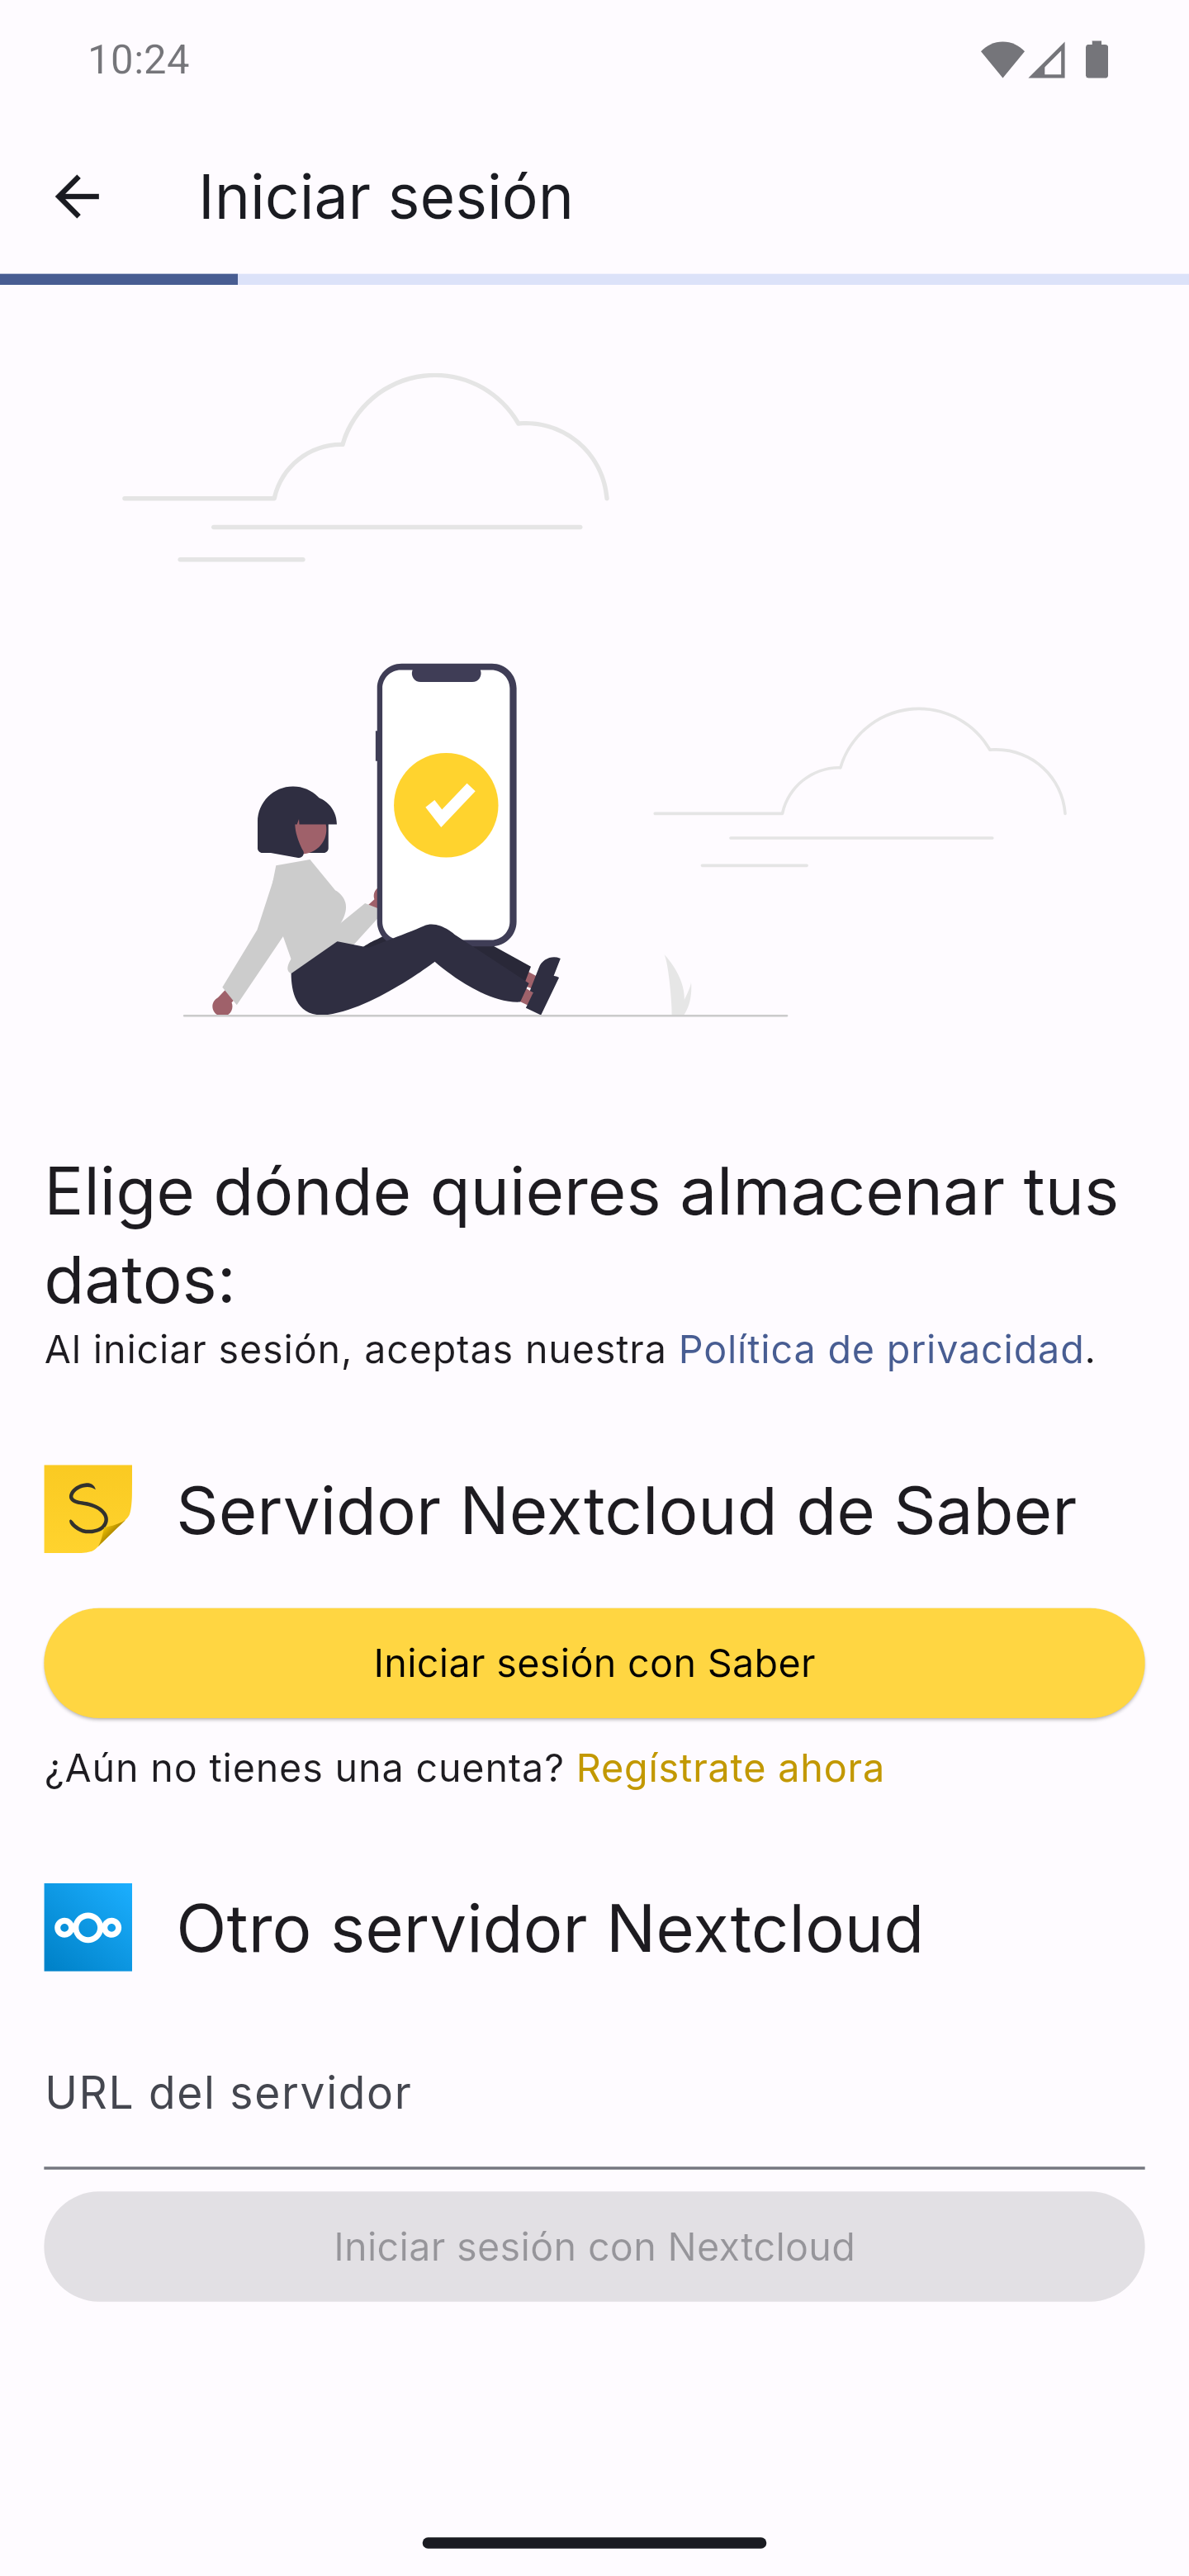 10:24
Iniciar sesión
Elige dónde quieres almacenar tus
datos:
Al iniciar sesión, aceptas nuestra Política de privacidad.
S
Servidor Nextcloud de Saber
Iniciar sesión con Saber
¿Aún no tienes una cuenta? Regístrate ahora
Otro servidor Nextcloud
URL del servidor
Iniciar sesión con Nextcloud